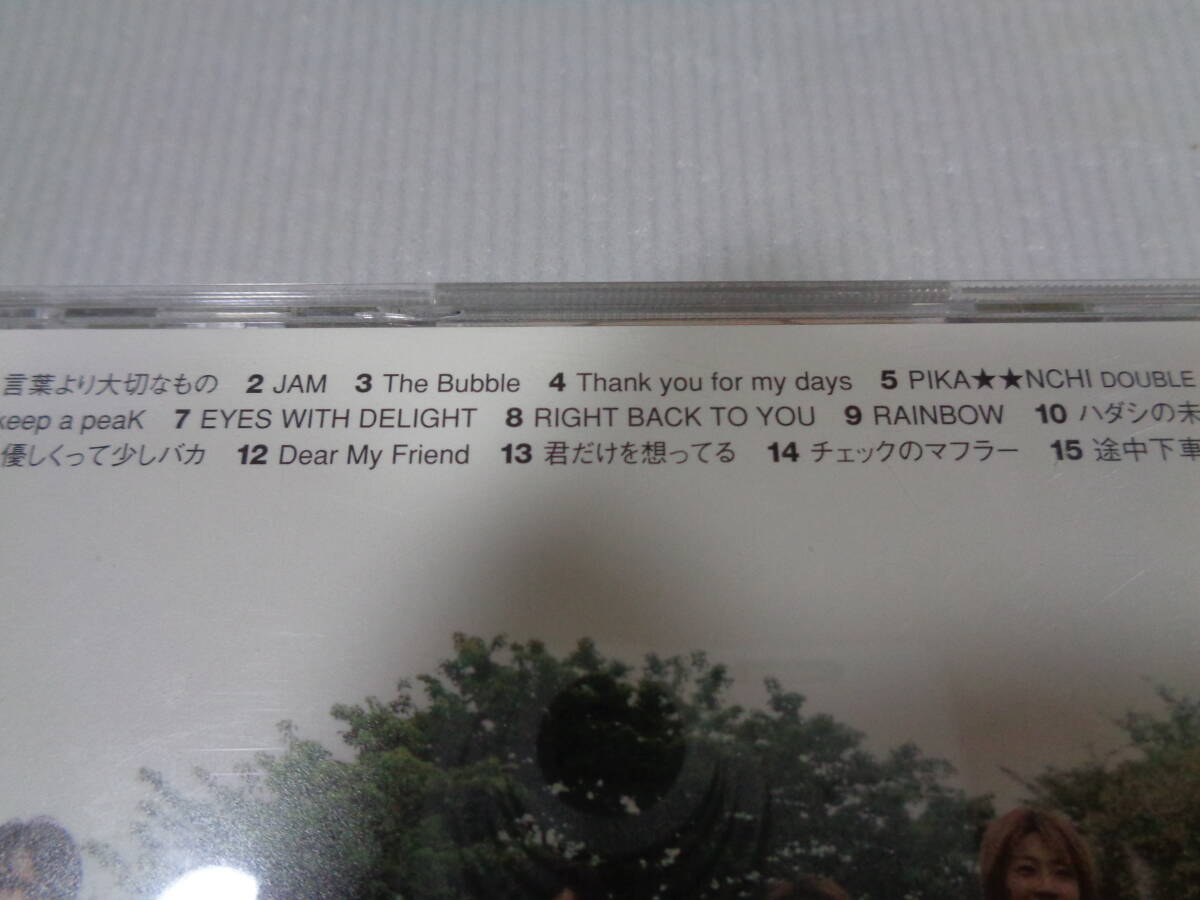 言葉より大切なもの 2 JAM 3 The Bubble 4 Thank you for my days 5 PIKA★★NCHI DOUBLE
keep a peaK 7 EYES WITH DELIGHT 8 RIGHT BACK TO YOU 9 RAINBOW 10 ハダシの未
優しくって少しバカ 12 Dear My Friend 13 君だけを想ってる 14 チェックのマフラー 15 途中下車